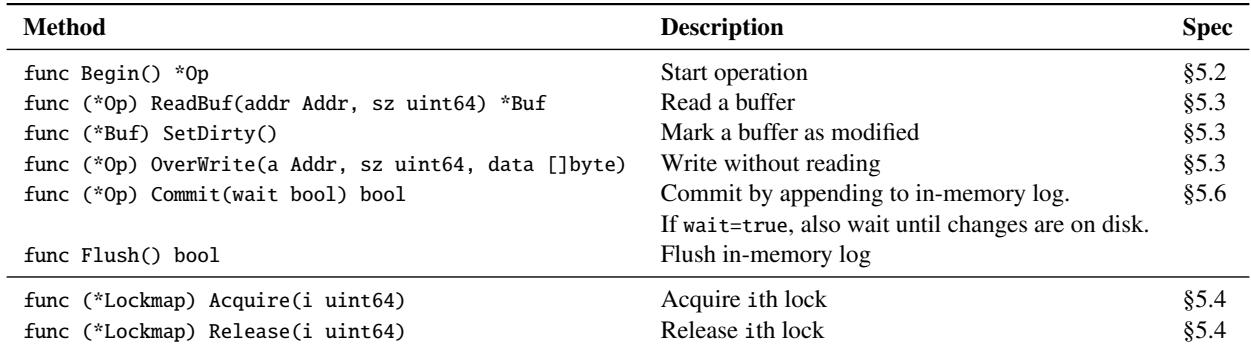 Method Description Spec
func Begin() *Op Start operation §5.2
func (*Op) ReadBuf(addr Addr, sz uint64) *Buf Read a buffer §5.3
func (*Buf) SetDirty() Mark a buffer as modified §5.3
func (*Op) OverWrite(a Addr, sz uint64, data []byte) Write without reading §5.3
func (*Op) Commit(wait bool) bool Commit by appending to in-memory log. §5.6
If wait=true, also wait until changes are on disk.
func Flush() bool Flush in-memory log
func (*Lockmap) Acquire(i uint64) Acquire ith lock §5.4
func (*Lockmap) Release(i uint64) Release ith lock §5.4